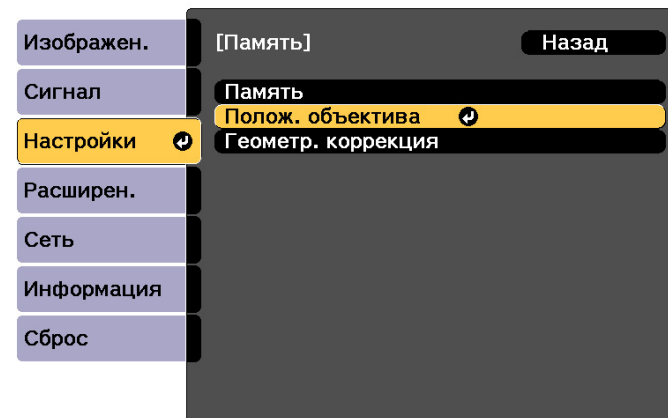 Изображен.
Сигнал
Настройки
Расширен.
Сеть
Информация
Сброс
[Память]
Назад
Память
Полож. объектива
Геометр. коррекция